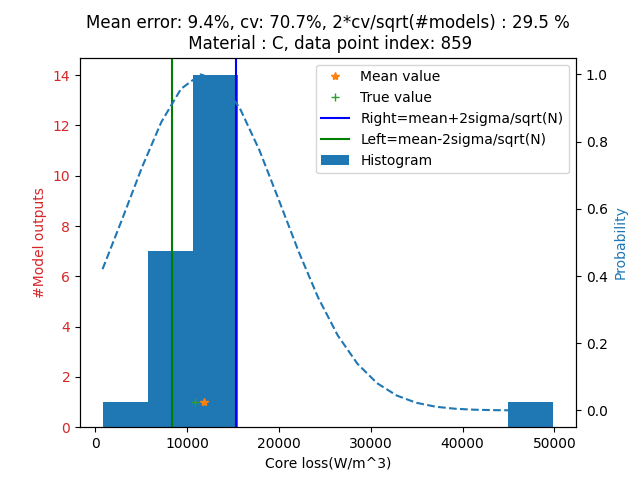 Mean error: 9.4%, cv: 70.7%, 2*cv/sqrt(#models) : 29.5 %
Material : C, data point index: 859
Mean value
True value
Right=mean+2sigma/sqrt(N)
Left=mean-2sigma/sqrt(N)
Histogram
14
12
10
8
6
4
2
0
#Model outputs
1.0
0.8
0.6
0.4
0.2
0.0
Probability
0 10000 20000 30000 40000 50000
Core loss(W/m^3)